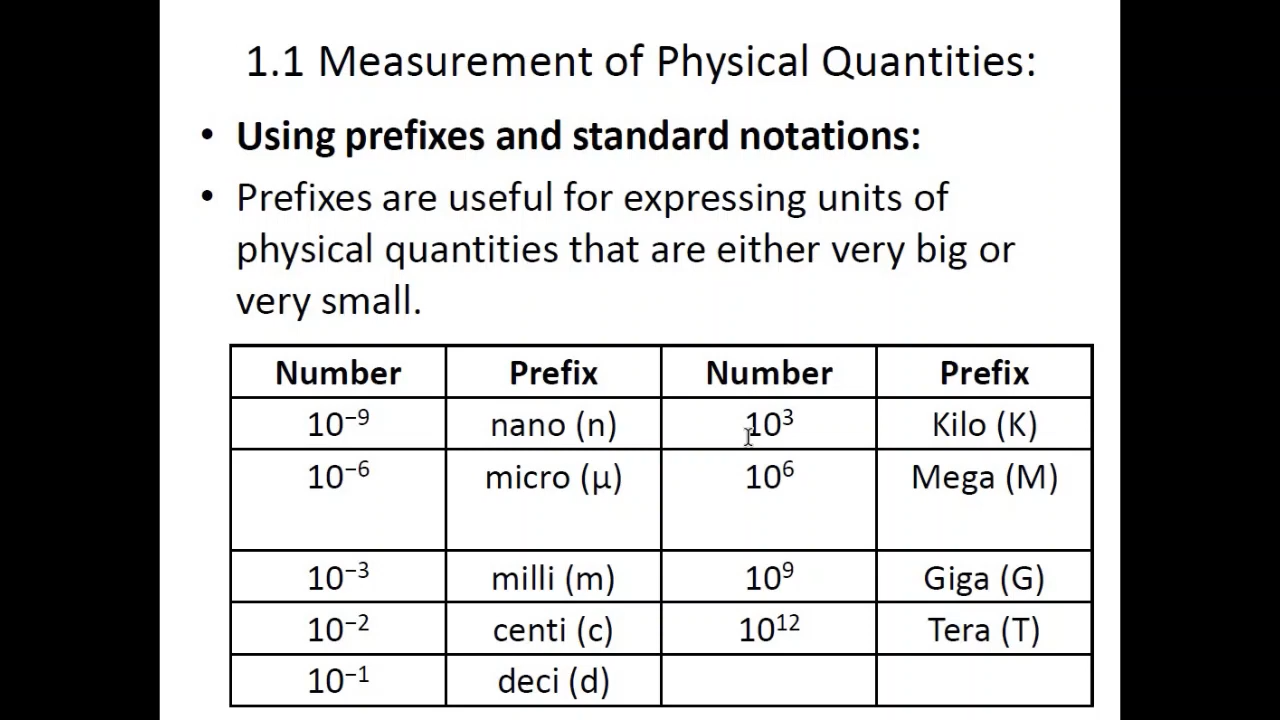 1.1 Measurement of Physical Quantities:
• Using prefixes and standard notations:
• Prefixes are useful for expressing units of
physical quantities that are either very big or
very small.
Number Prefix Number Prefix
10⁻⁹ nano (n) 10³ Kilo (K)
10⁻⁶ micro (μ) 10⁶ Mega (M)
10⁻³ milli (m) 10⁹ Giga (G)
10⁻² centi (c) 10¹² Tera (T)
10⁻¹ deci (d)